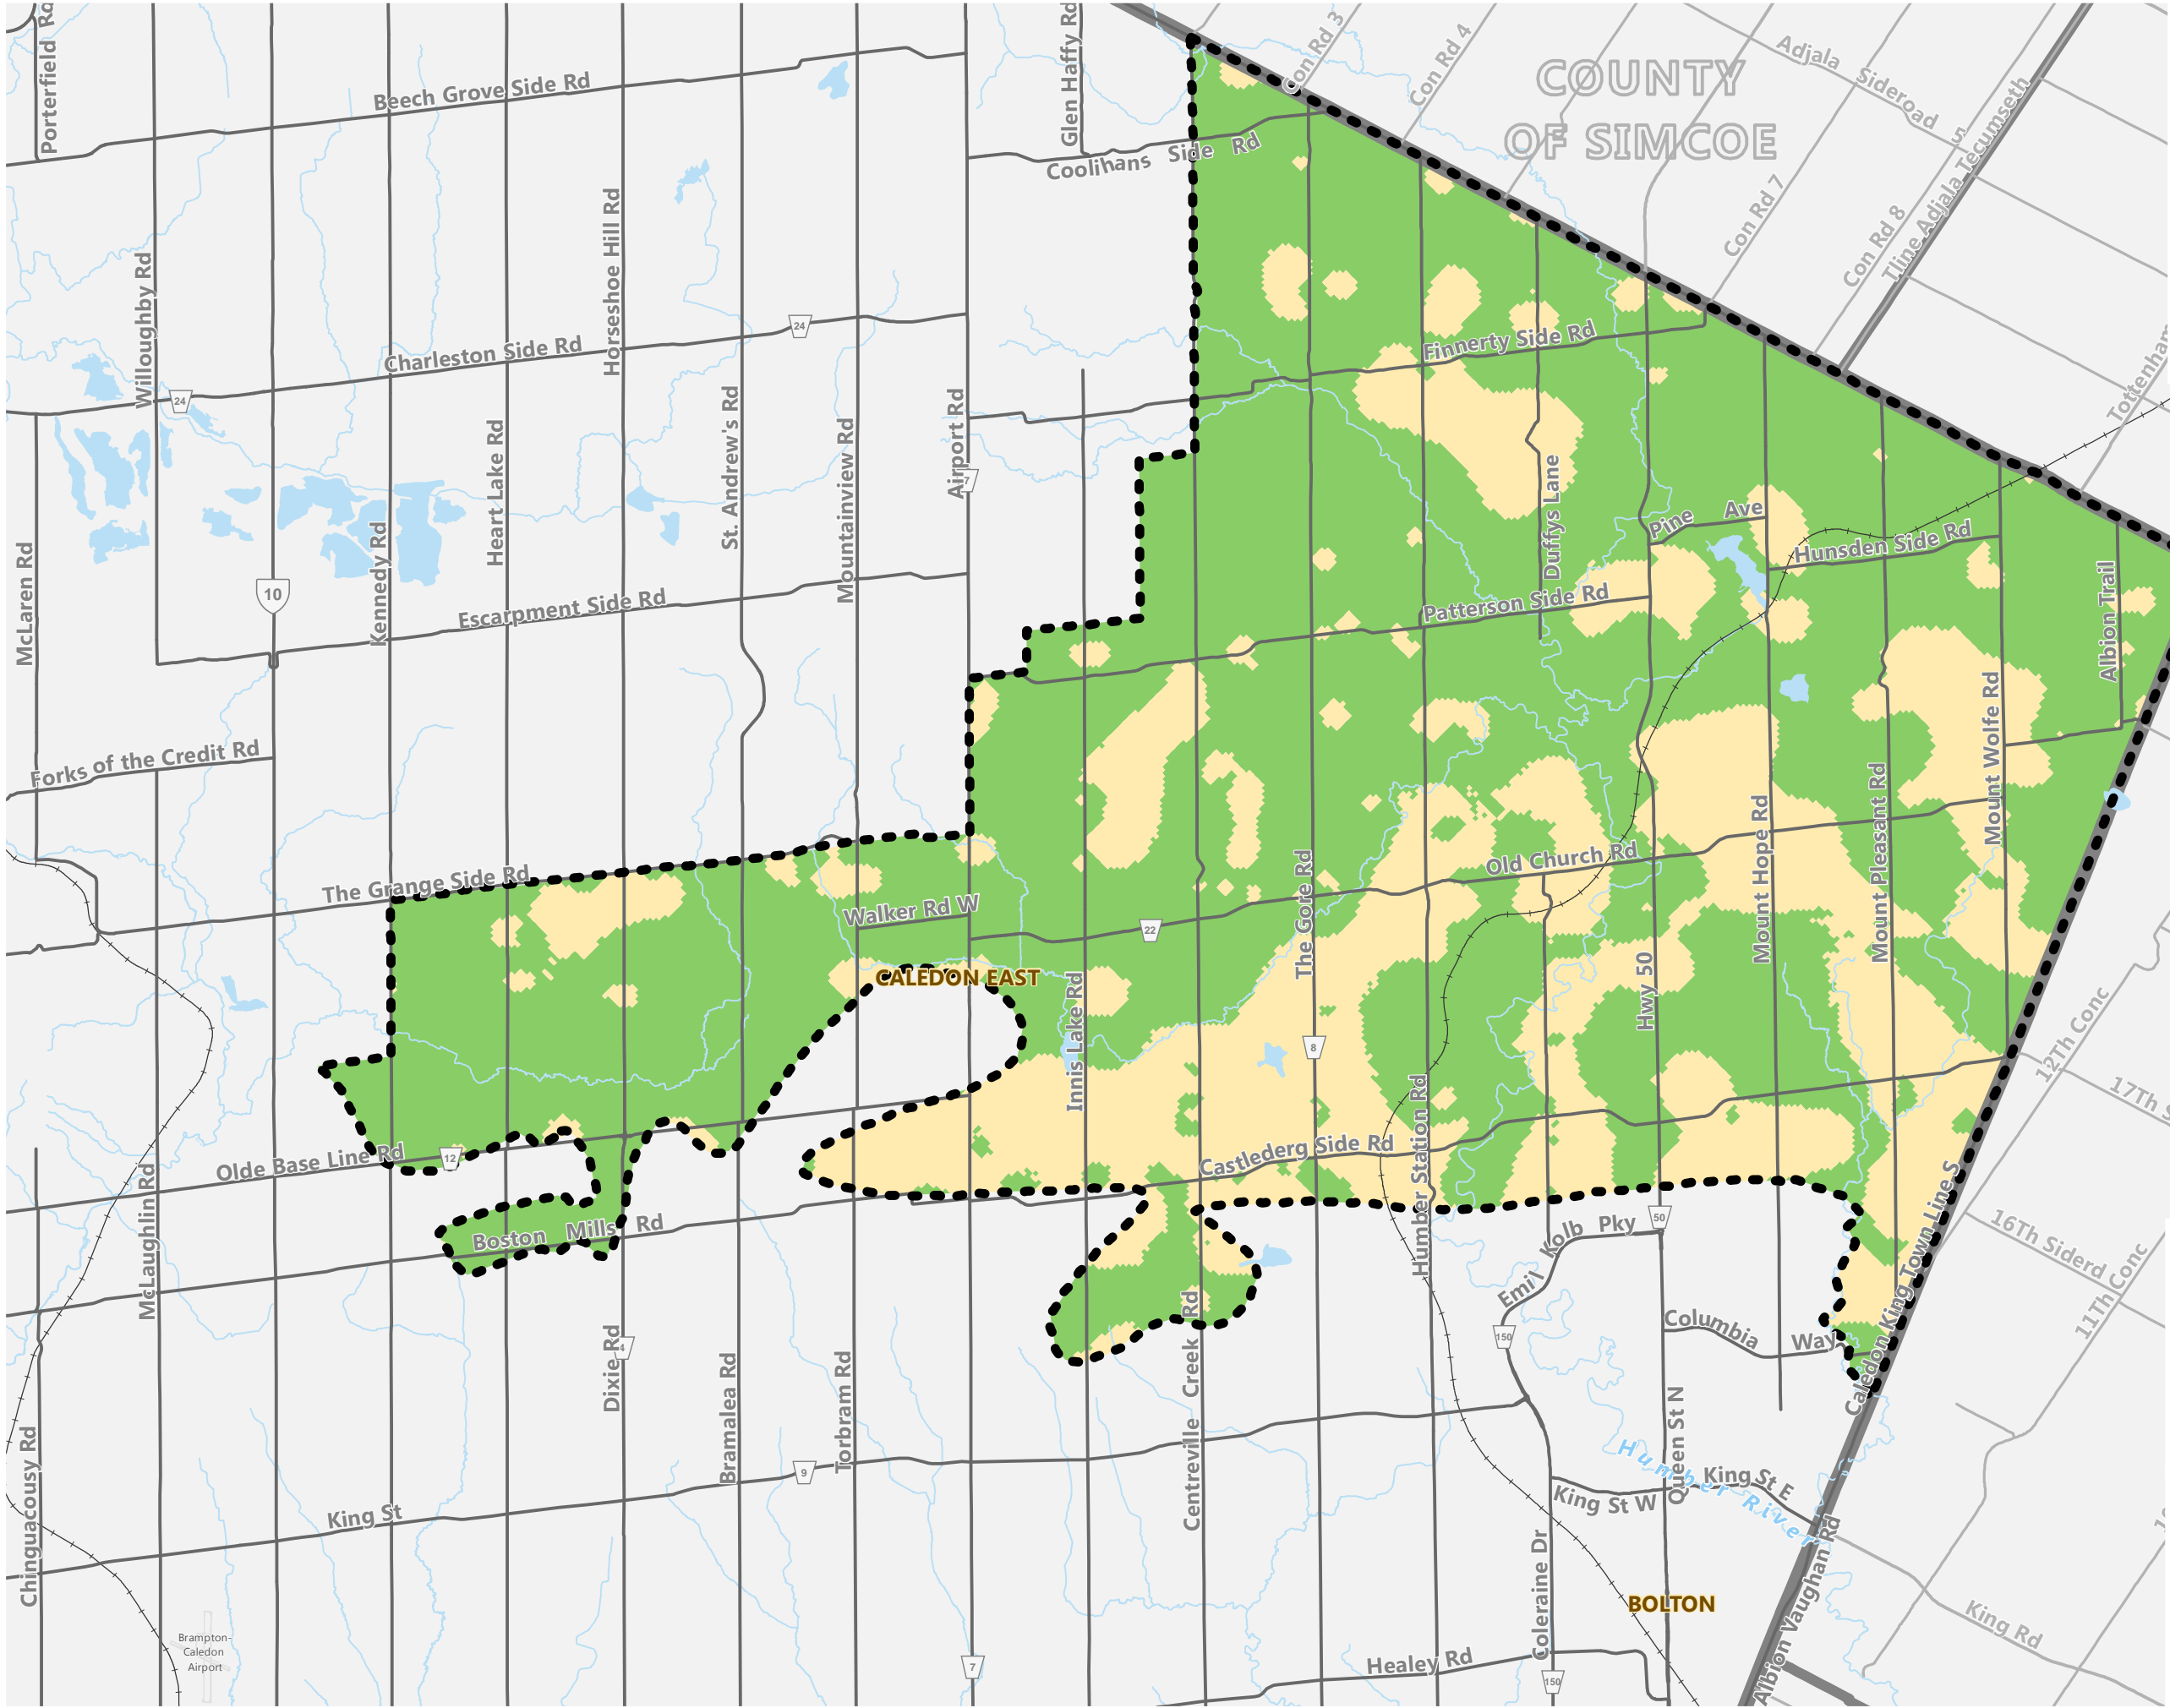 Porterfield Rd
Glen Haffy Rd
Con Rd 3
Con Rd 4
Adjala Sideroad
5
COUNTY
OF SIMCOE
Beech Grove Side Rd
Coolihans Side Rd
Tline Adjala Tecumseth
Con Rd 7
Con Rd 8
Willoughby Rd
Horseshoe Hill Rd
24
Charleston Side Rd
Finnerty Side Rd
24
Tottenham
St. Andrew's Rd
Airport Rd
Mountainview Rd
Heart Lake Rd
7
Duffys Lane
Pine Ave
Hunsden Side Rd
McLaren Rd
Kennedy Rd
10
Escarpment Side Rd
Patterson Side Rd
Albion Trail
Mount Wolfe Rd
Forks of the Credit Rd
Mount Pleasant Rd
Mount Hope Rd
Old Church Rd
The Gore Rd
The Grange Side Rd
Walker Rd W
22
CALEDON EAST
Hwy 50
Innis Lake Rd
8
12Th Conc
17Th S
Humber Station Rd
Castlederg Side Rd
Olde Base Line Rd
12
McLaughlin Rd
Boston Mills Rd
Kolb Pky
Emil
50
Caledon King Town Line S
16Th Siderd
11Th Conc
Centreville Creek Rd
150
Columbia Way
4
Dixie Rd
Bramalea Rd
Torbram Rd
Queen St N
Chinguacousy Rd
9
Humber River
King St E
King St W
King St
Albion Vaughan Rd
Coleraine Dr
BOLTON
King Rd
Brampton-
Caledon
Airport
7
Healey Rd
150